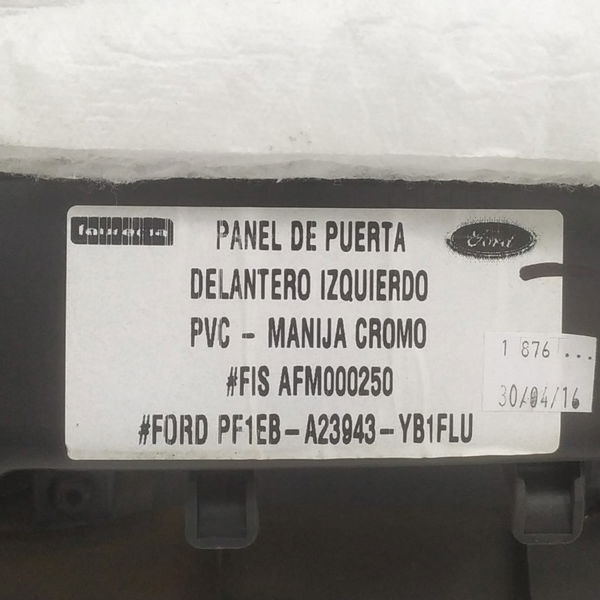 faurecia
Ford
PANEL DE PUERTA
DELANTERO IZQUIERDO
PVC - MANIJA CROMO
#FIS AFM000250
#FORD PF1EB-A23943-YB1FLU
1 876 ...
30/04/16